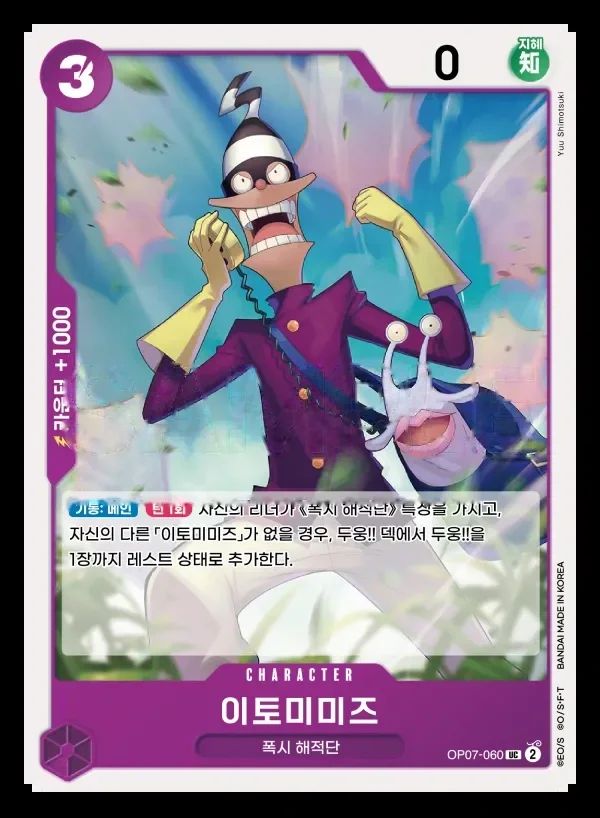 3
0
지혜
知
Yuu Shimotsuki
카운터 +1000
기동: 메인 턴 1회 자신의 리더가 《폭시 해적단》 특징을 가지고,
자신의 다른 「이토미미즈」가 없을 경우, 두웅!! 덱에서 두웅!!을
1장까지 레스트 상태로 추가한다.
CHARACTER
이토미미즈
폭시 해적단
OP07-060 UC 2
©EO/S ©O/S·F·T BANDAI MADE IN KOREA